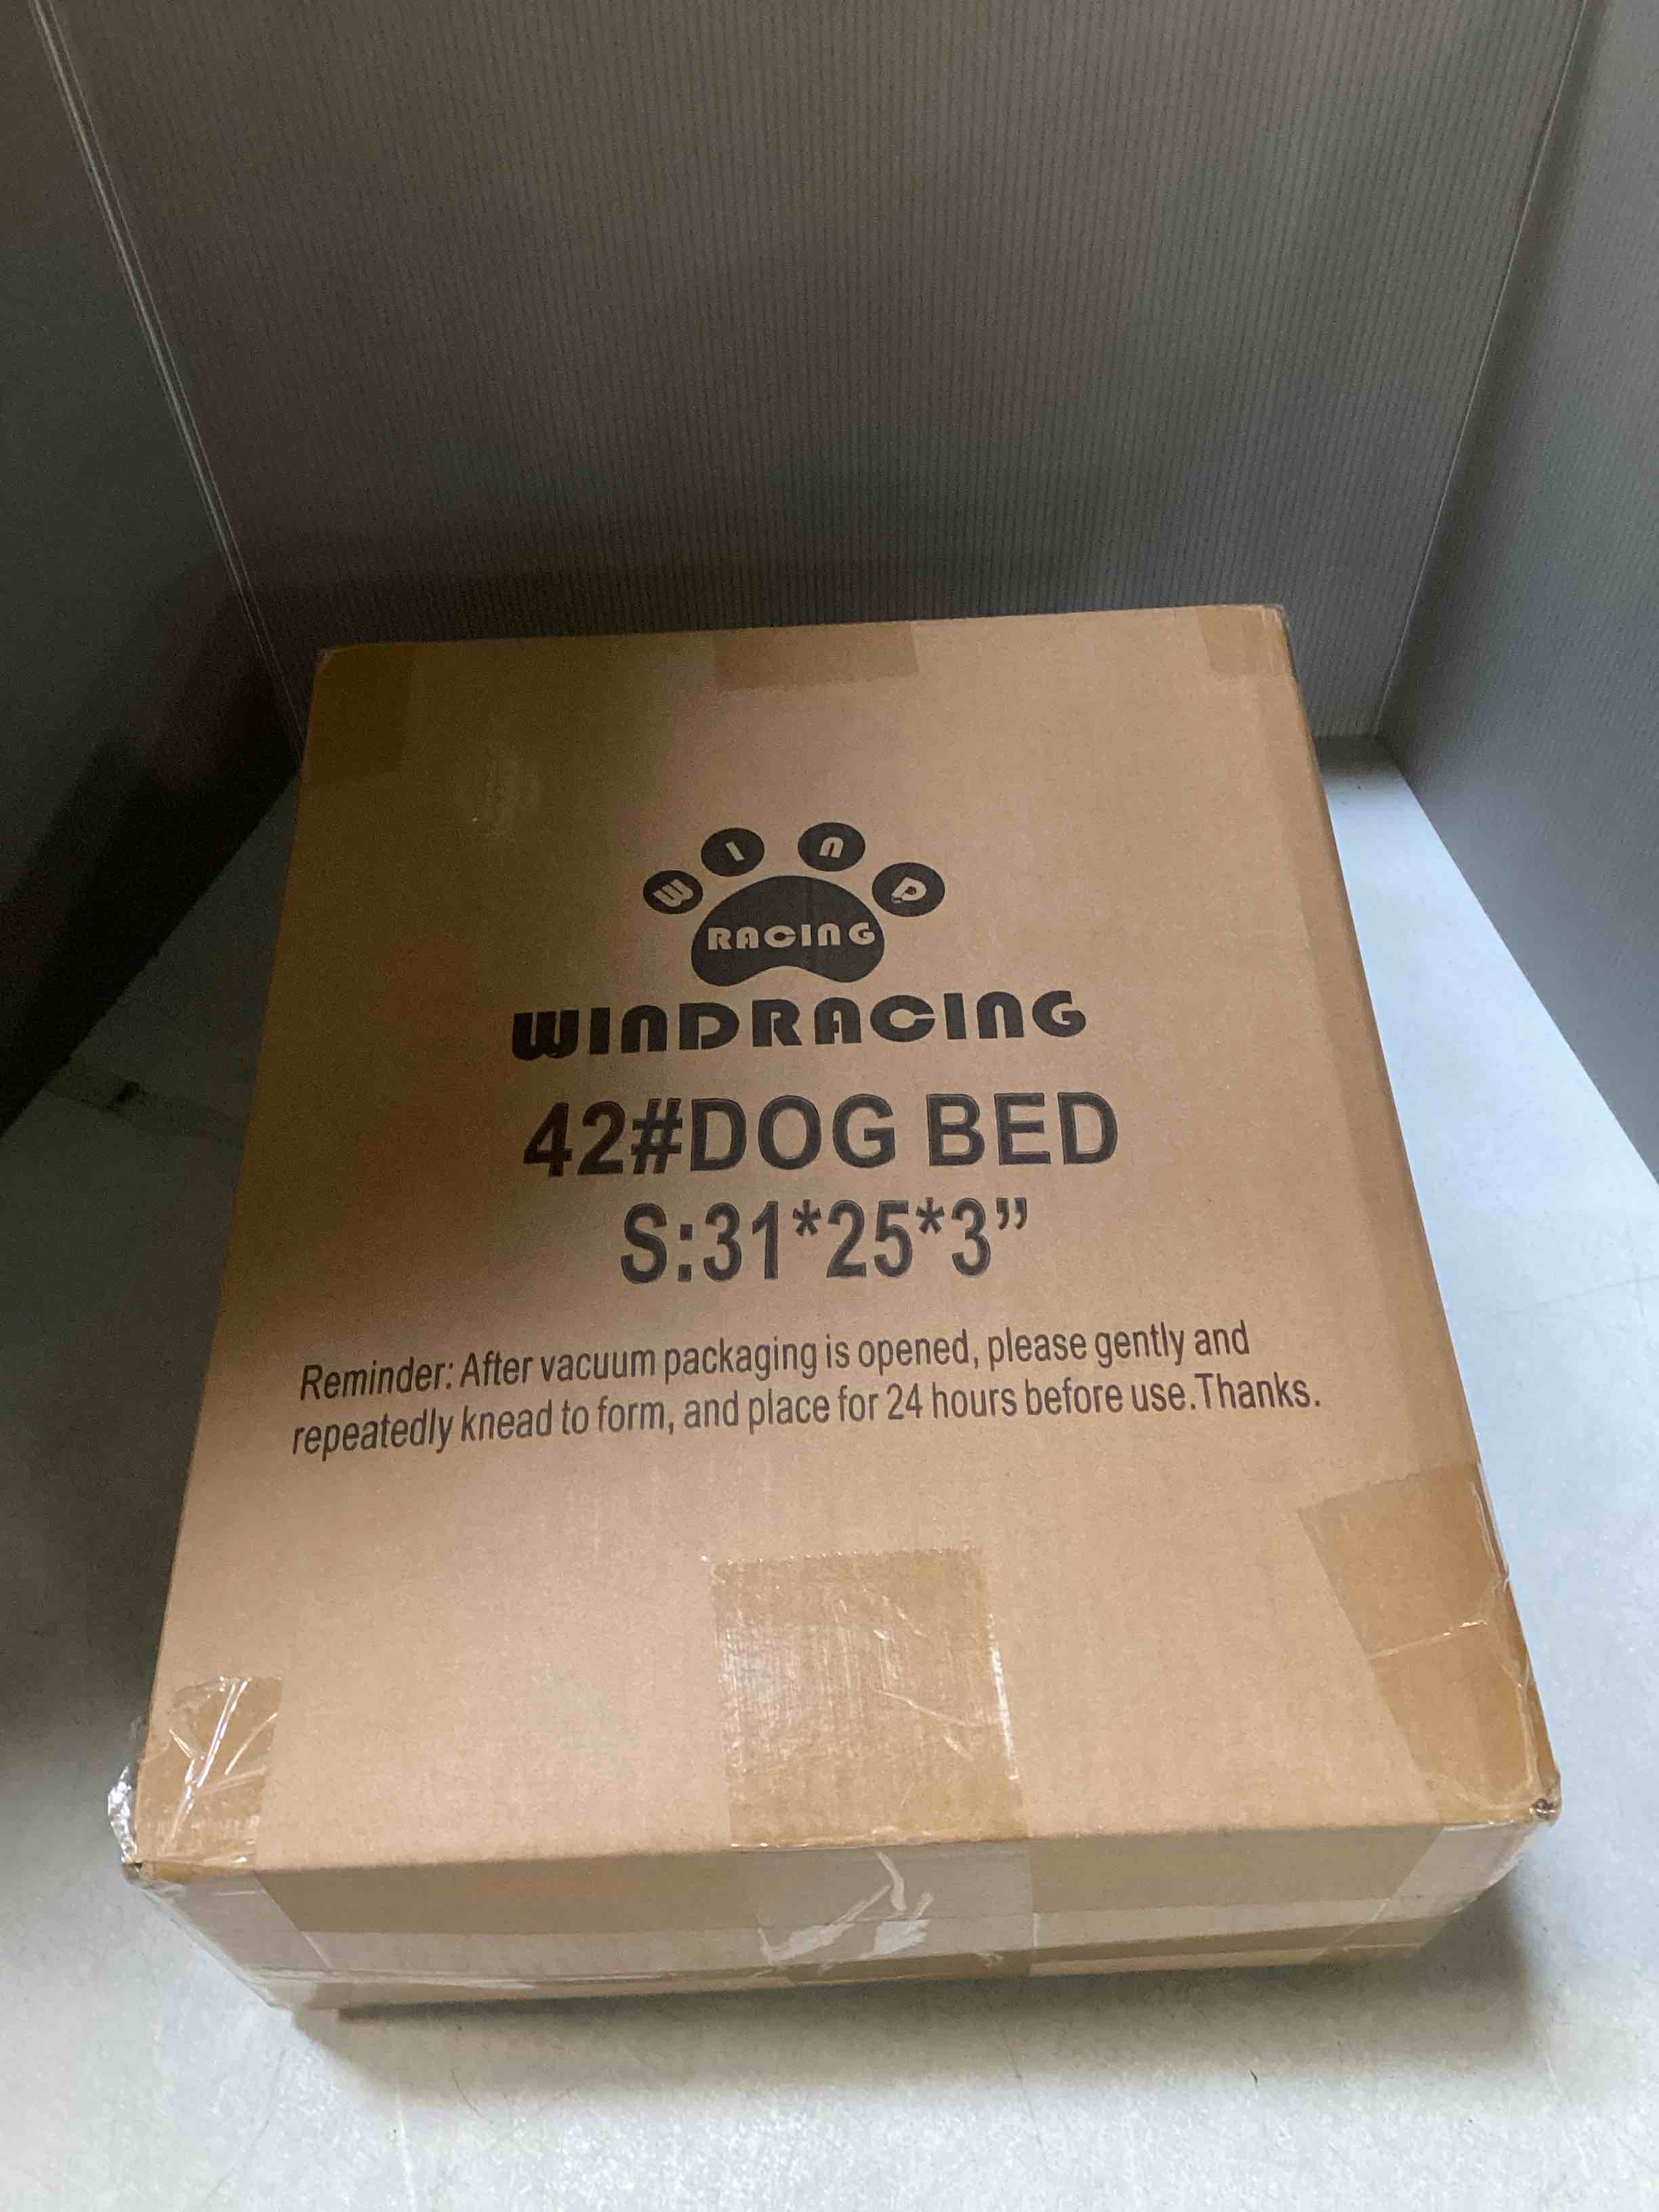 WIND
RACING
WINDRACING
42#DOG BED
S:31*25*3”
Reminder: After vacuum packaging is opened, please gently and
repeatedly knead to form, and place for 24 hours before use.Thanks.